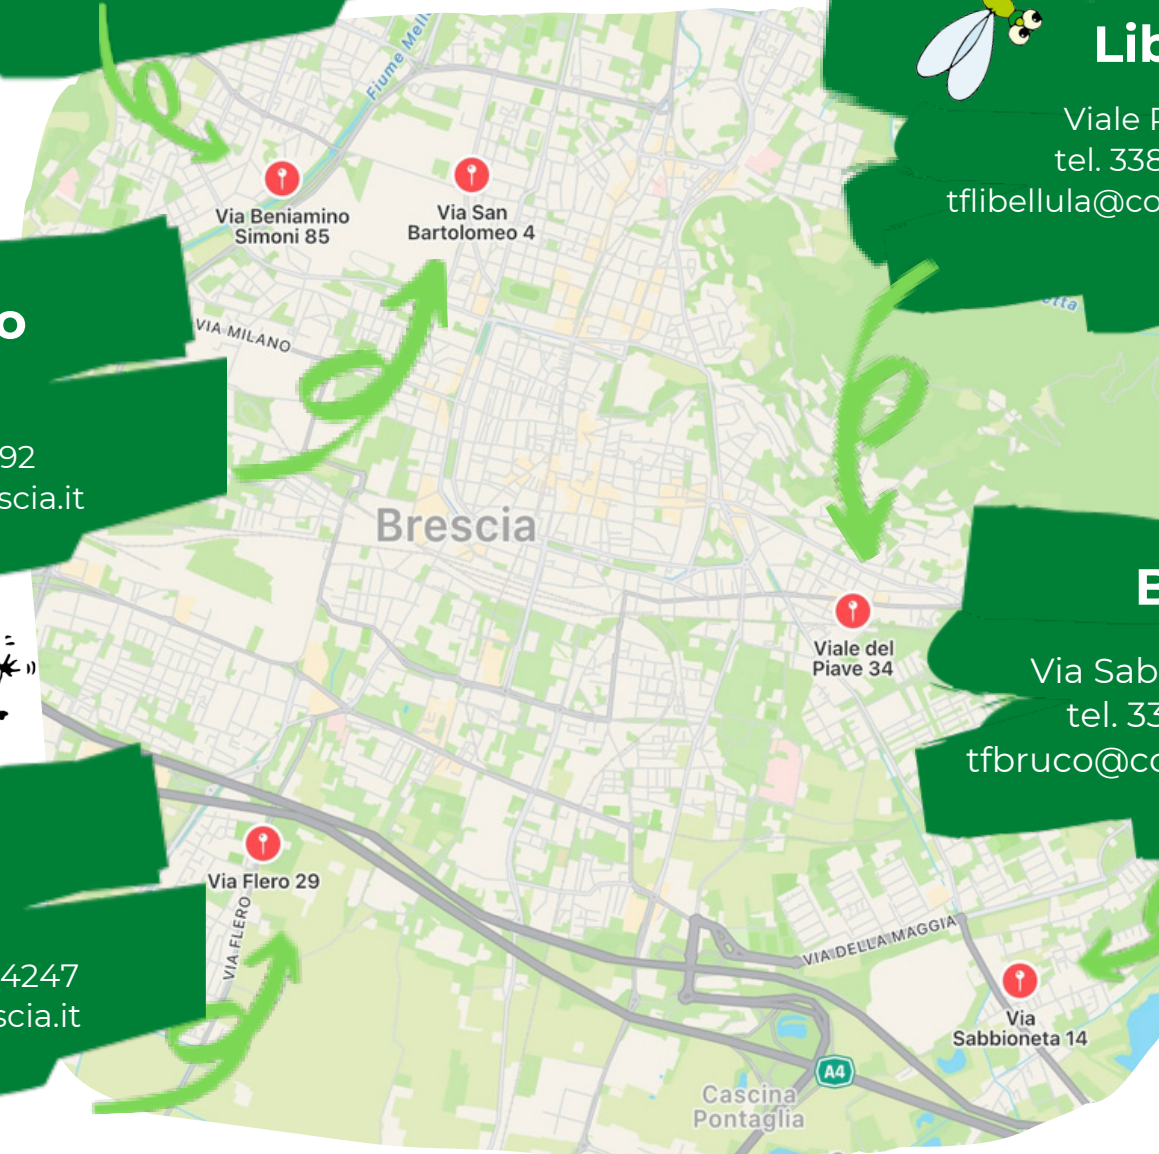 Fiume Mell
Lib
Viale P
tel. 338
tflibellula@co
Via Beniamino
Simoni 85
Via San
Bartolomeo 4
o
VIA MILANO
92
scia.it
Brescia
B
Viale del
Piave 34
Via Sab
tel. 33
tfbruco@co
Via Flero 29
VIA FLERO
4247
scia.it
VIA DELLA MAGGIA
Via
Sabbioneta 14
A4
Cascina
Pontaglia